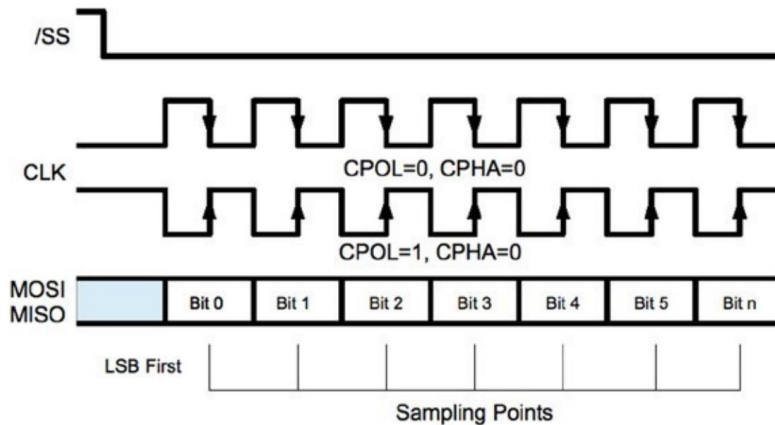 /SS
CLK
CPOL=0, CPHA=0
CPOL=1, CPHA=0
MOSI
MISO
Bit 0 Bit 1 Bit 2 Bit 3 Bit 4 Bit 5 Bit n
LSB First
Sampling Points